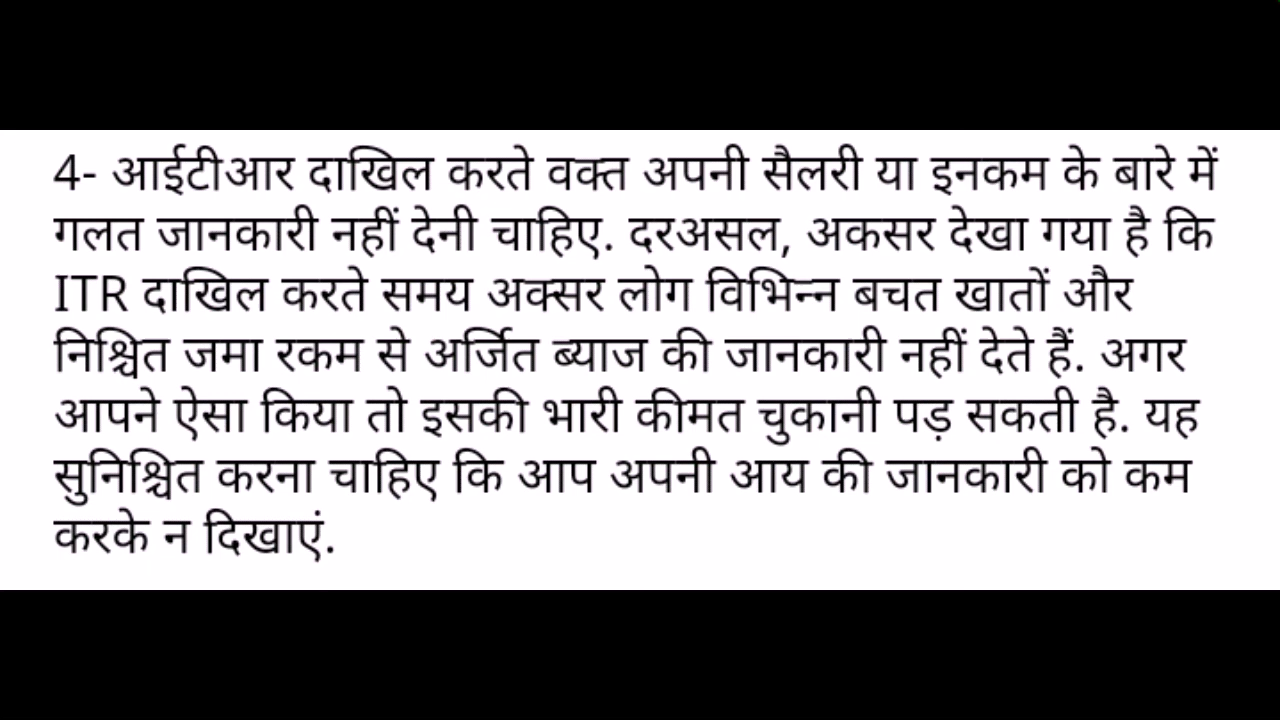 4- आईटीआर दाखिल करते वक्त अपनी सैलरी या इनकम के बारे में
गलत जानकारी नहीं देनी चाहिए. दरअसल, अकसर देखा गया है कि
ITR दाखिल करते समय अक्सर लोग विभिन्न बचत खातों और
निश्चित जमा रकम से अर्जित ब्याज की जानकारी नहीं देते हैं. अगर
आपने ऐसा किया तो इसकी भारी कीमत चुकानी पड़ सकती है. यह
सुनिश्चित करना चाहिए कि आप अपनी आय की जानकारी को कम
करके न दिखाएं.